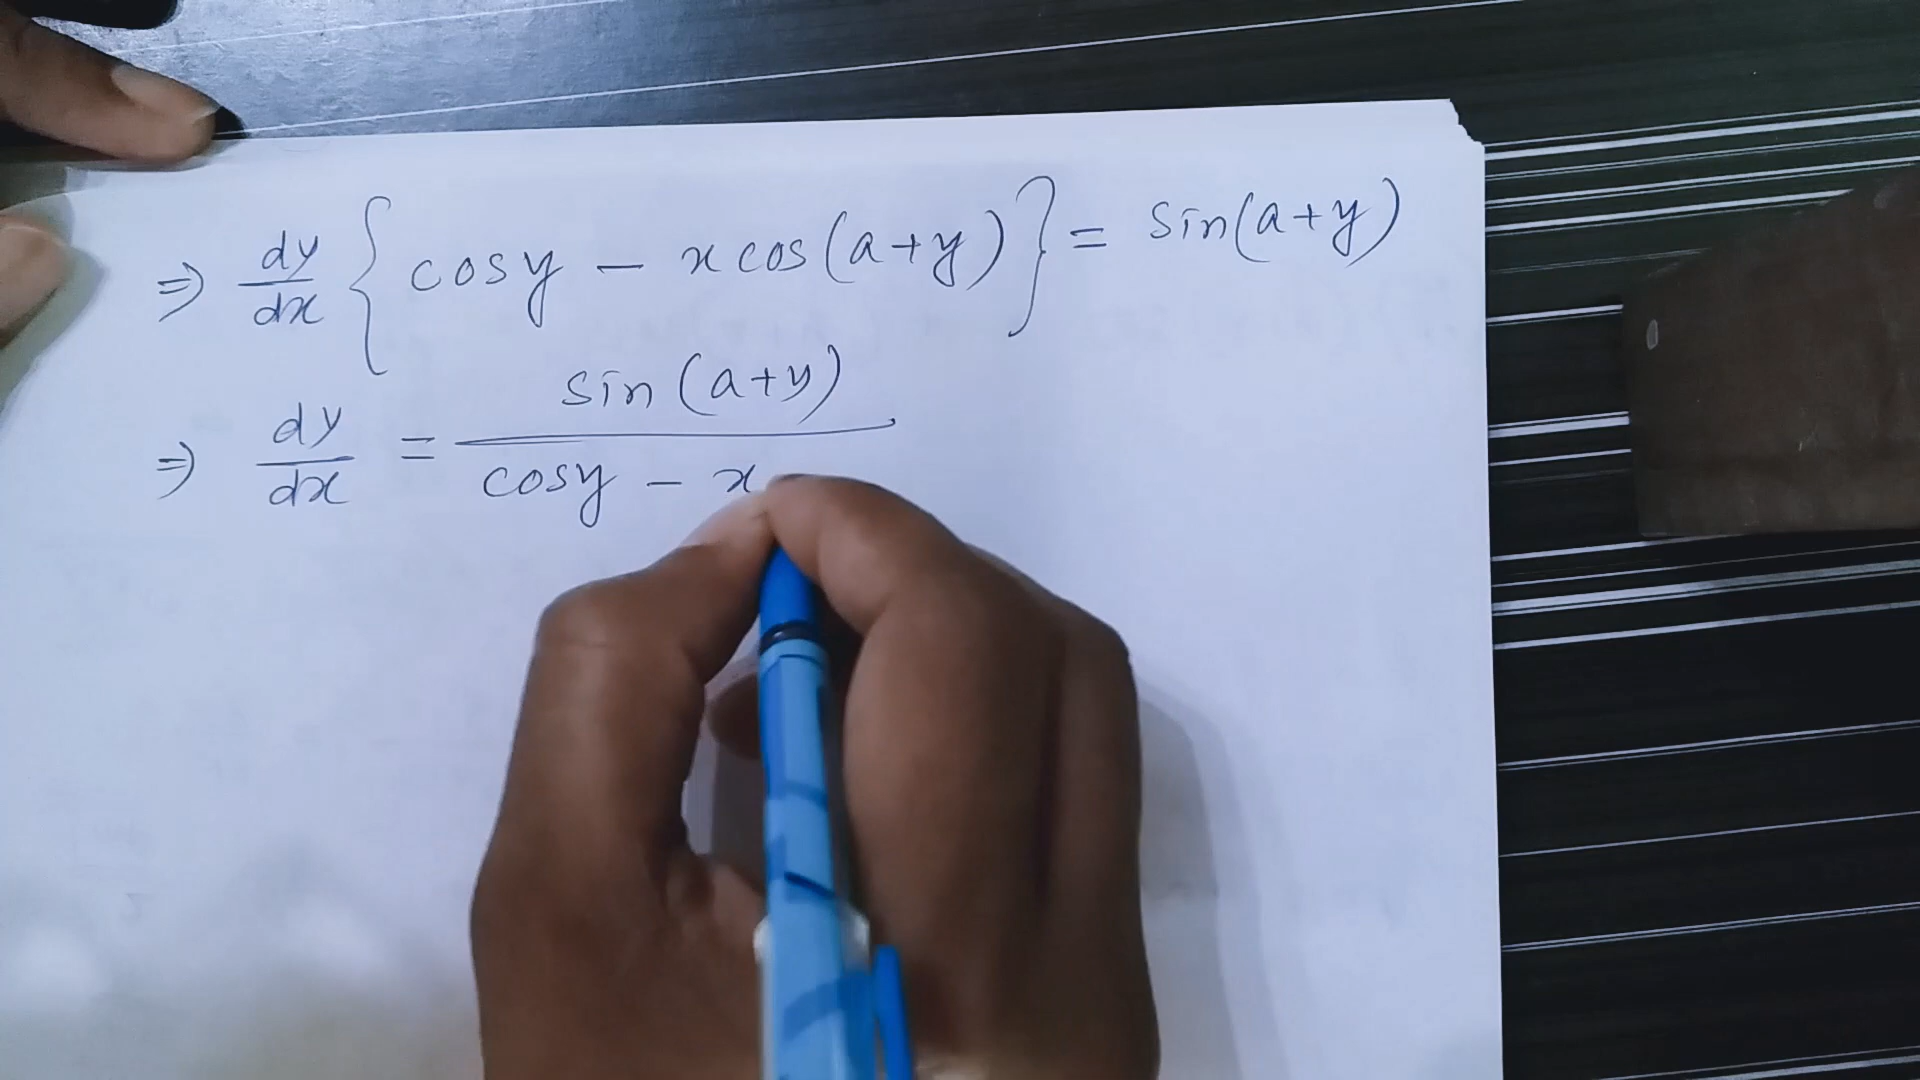 ⇒ dy/dx { cosy - x cos(a+y) } = sin(a+y)
⇒ dy/dx = sin(a+y) / cosy - x